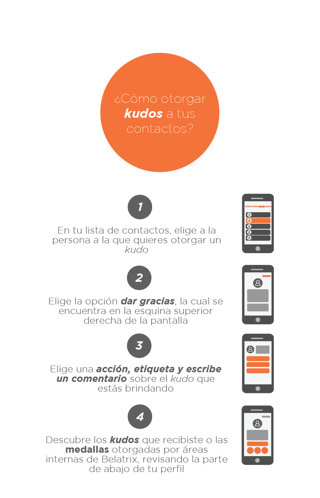 ¿Cómo otorgar
kudos a tus
contactos?
1
En tu lista de contactos, elige a la
persona a la que quieres otorgar un
kudo
2
Elige la opción dar gracias, la cual se
encuentra en la esquina superior
derecha de la pantalla
3
Elige una acción, etiqueta y escribe
un comentario sobre el kudo que
estás brindando
4
Descubre los kudos que recibiste o las
medallas otorgadas por áreas
internas de Belatrix, revisando la parte
de abajo de tu perfil